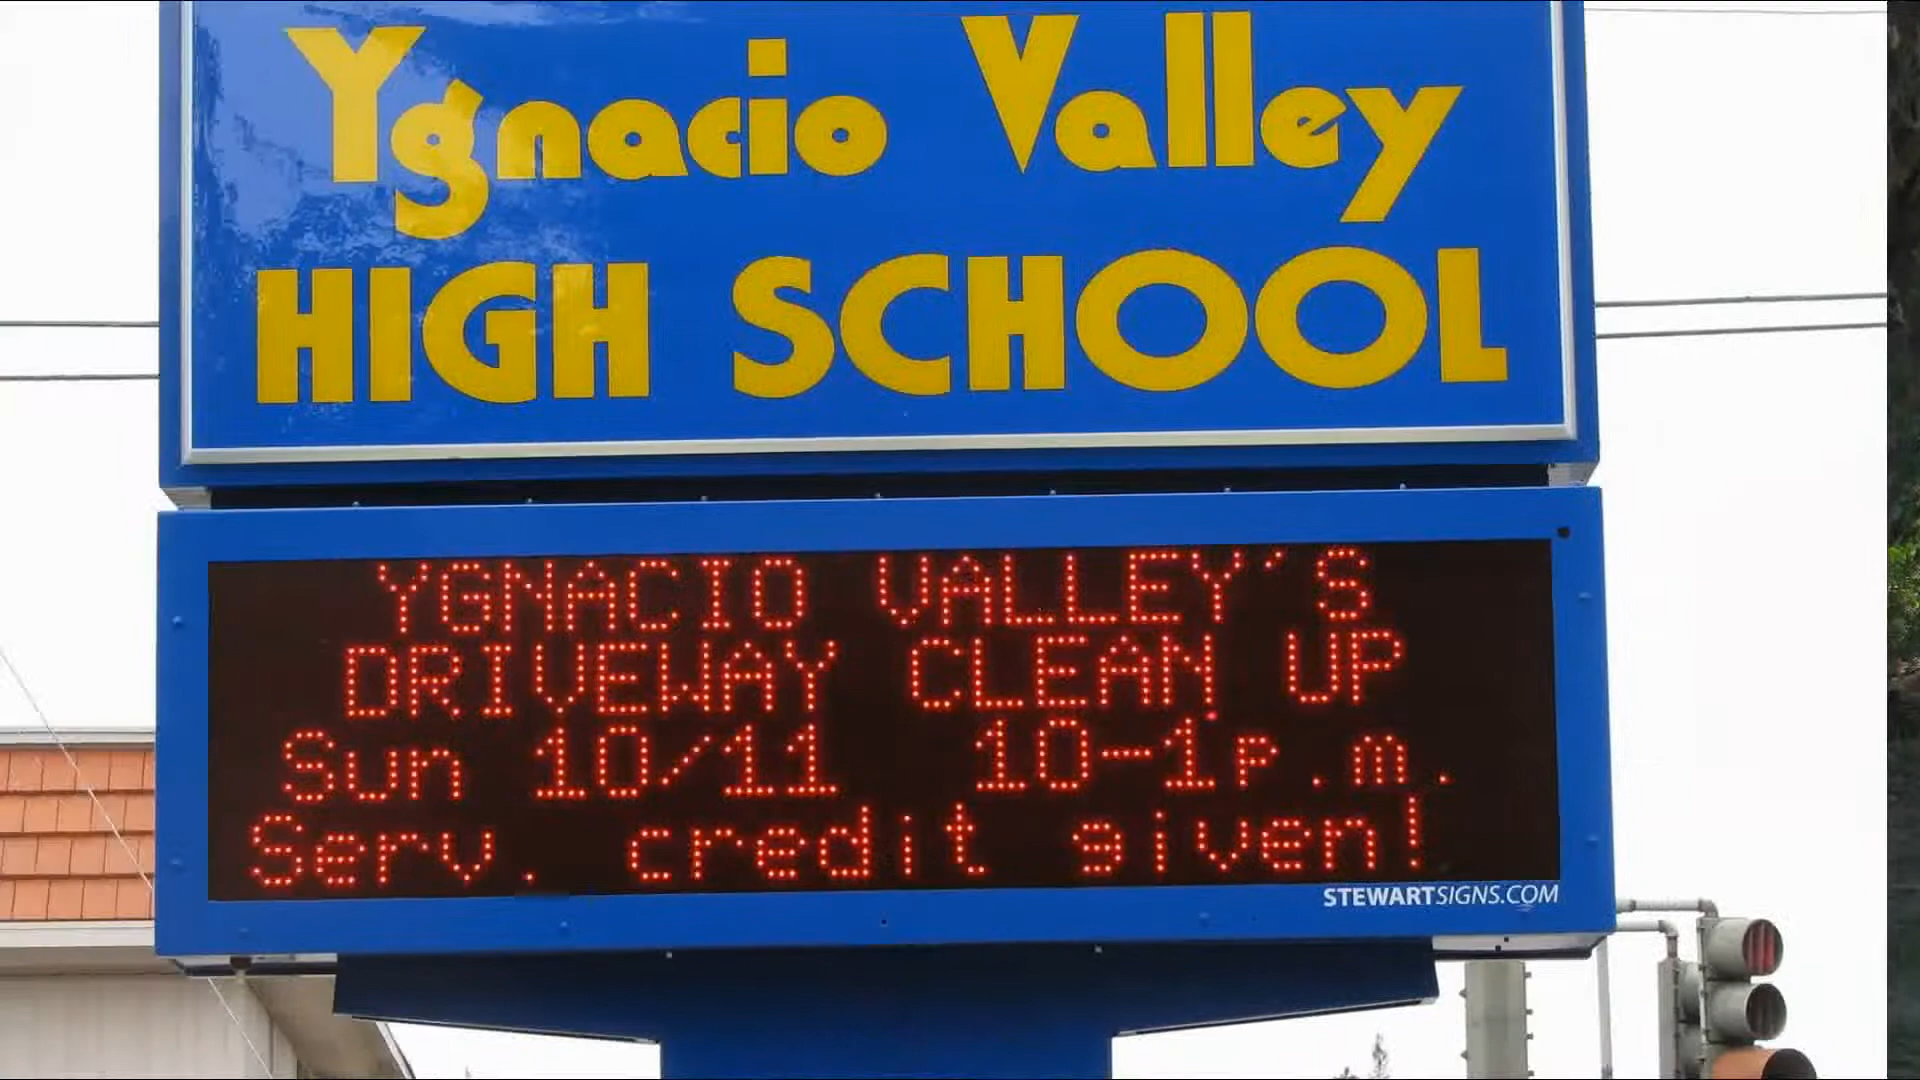 Ygnacio Valley
HIGH SCHOOL
YGNACIO VALLEY'S
DRIVEWAY CLEAN UP
Sun 10/11 10-1p.m.
Serv. credit given!
STEWARTSIGNS.COM